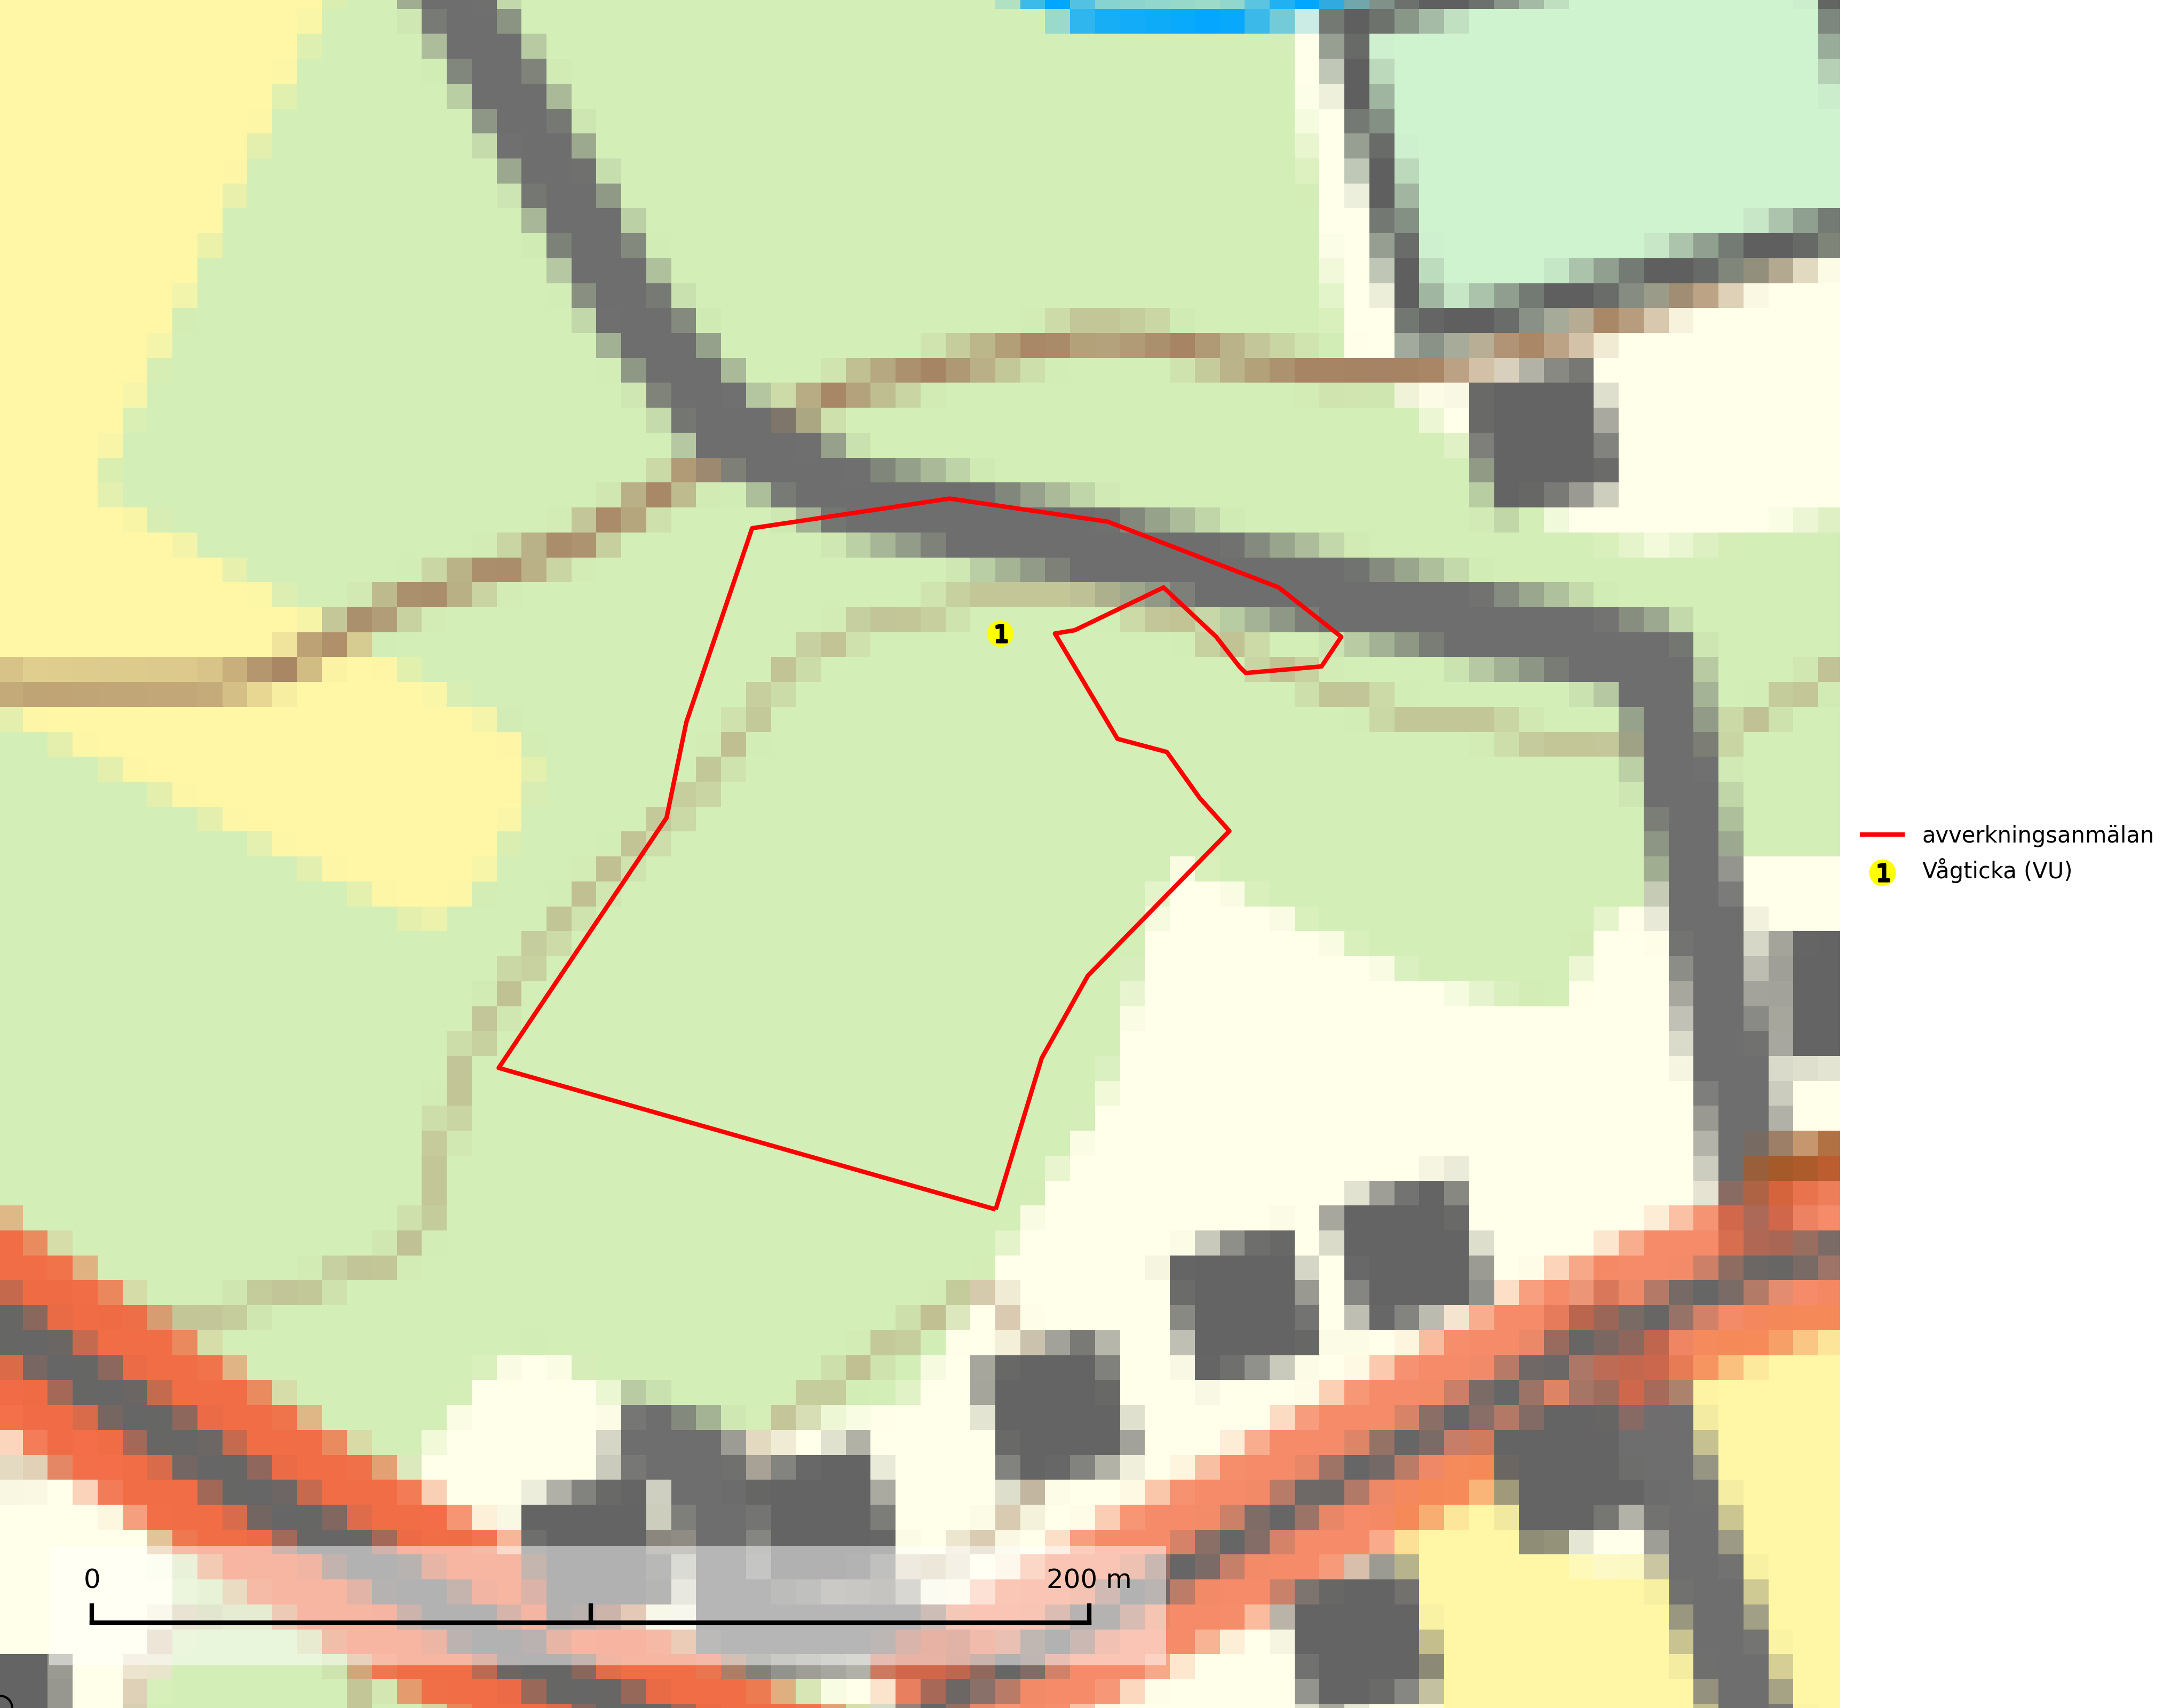 1
avverkningsanmälan
1 Vågticka (VU)
0 200 m